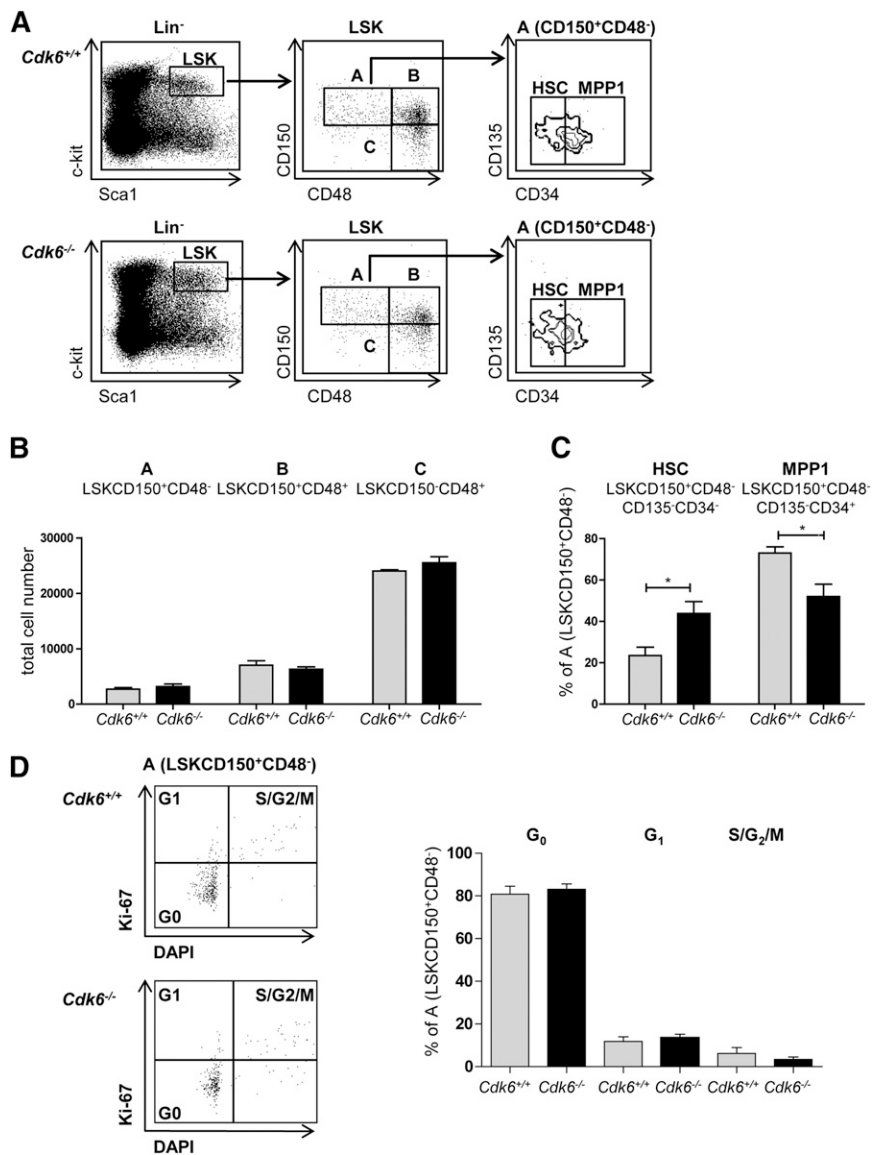 A
Lin⁻ LSK A (CD150⁺CD48⁻)
Cdk6⁺/⁺
LSK
A B
C
HSC MPP1
c-kit CD150 CD135
Sca1 CD48 CD34
Lin⁻ LSK A (CD150⁺CD48⁻)
Cdk6⁻/⁻
LSK
A B
C
HSC MPP1
c-kit CD150 CD135
Sca1 CD48 CD34
B
A B C
LSKCD150⁺CD48⁻ LSKCD150⁺CD48⁺ LSKCD150⁻CD48⁺
total cell number
30000
20000
10000
0
Cdk6⁺/⁺ Cdk6⁻/⁻ Cdk6⁺/⁺ Cdk6⁻/⁻ Cdk6⁺/⁺ Cdk6⁻/⁻
C
HSC MPP1
LSKCD150⁺CD48⁻ LSKCD150⁺CD48⁻
CD135⁻CD34⁻ CD135⁻CD34⁺
% of A (LSKCD150⁺CD48⁻)
80
60
40
20
0
* *
Cdk6⁺/⁺ Cdk6⁻/⁻ Cdk6⁺/⁺ Cdk6⁻/⁻
D
A (LSKCD150⁺CD48⁻)
Cdk6⁺/⁺
G1 S/G2/M
G0
Ki-67
DAPI
Cdk6⁻/⁻
G1 S/G2/M
G0
Ki-67
DAPI
G₀ G₁ S/G₂/M
% of A (LSKCD150⁺CD48⁻)
100
80
60
40
20
0
Cdk6⁺/⁺ Cdk6⁻/⁻ Cdk6⁺/⁺ Cdk6⁻/⁻ Cdk6⁺/⁺ Cdk6⁻/⁻